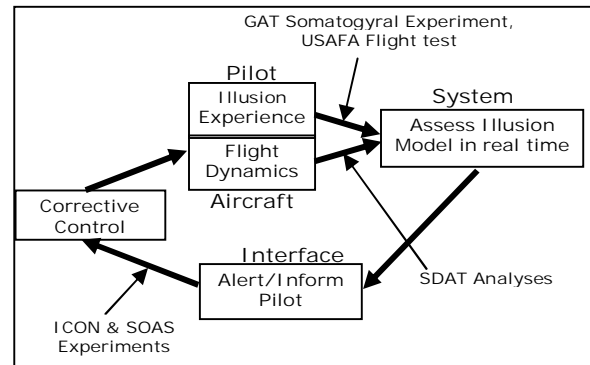 GAT Somatogyral Experiment,
USAFA Flight test
Pilot
Illusion
Experience
Flight
Dynamics
Aircraft
System
Assess Illusion
Model in real time
Corrective
Control
Interface
Alert/Inform
Pilot
SDAT Analyses
ICON & SOAS
Experiments